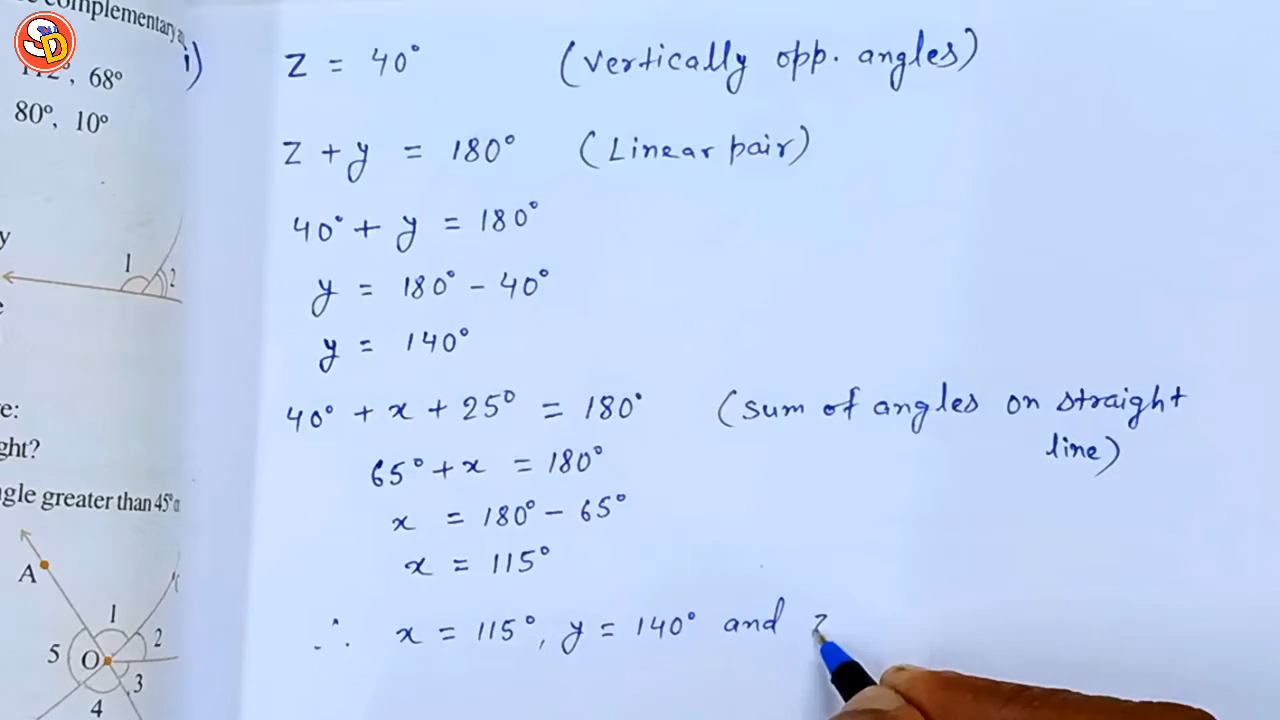 complementary
SD
112°, 68°
80°, 10°
y
1
2
e:
ght?
gle greater than 45°
A
1
2
5
O
3
4
i)
z = 40° (vertically opp. angles)
z + y = 180° (Linear pair)
40° + y = 180°
y = 180° - 40°
y = 140°
40° + x + 25° = 180° (sum of angles on straight
line)
65° + x = 180°
x = 180° - 65°
x = 115°
∴ x = 115°, y = 140° and z